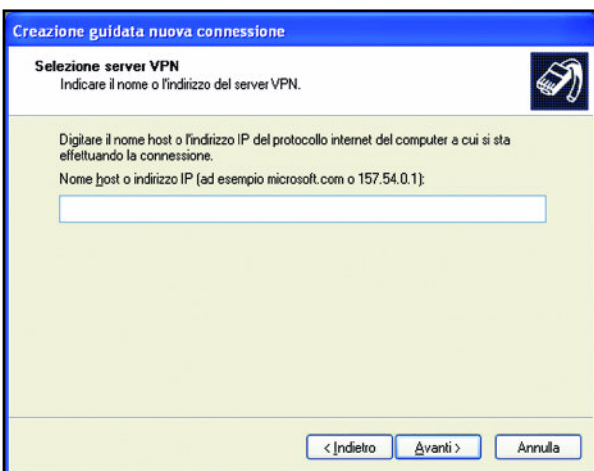 Creazione guidata nuova connessione
Selezione server VPN
Indicare il nome o l'indirizzo del server VPN.
Digitare il nome host o l'indirizzo IP del protocollo internet del computer a cui si sta
effettuando la connessione.
Nome host o indirizzo IP (ad esempio microsoft.com o 157.54.0.1):
< Indietro
Avanti >
Annulla